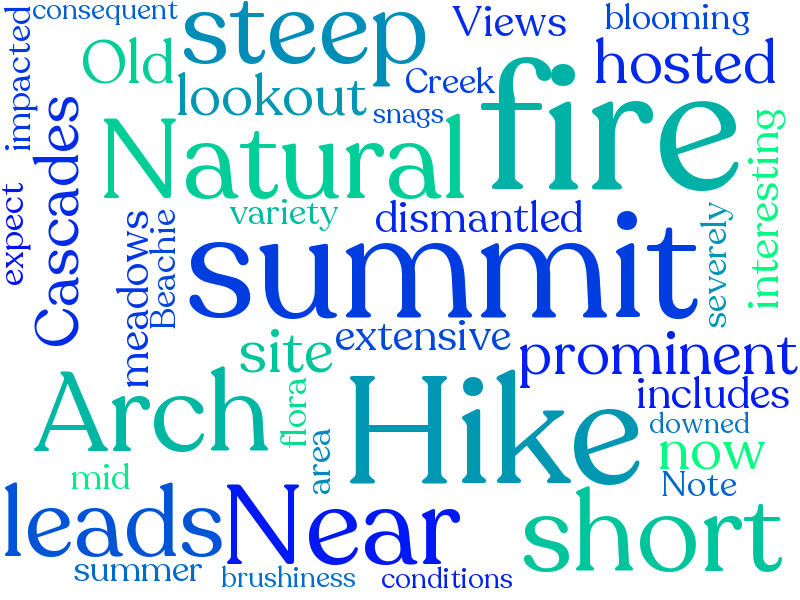 consequent
steep
Views
blooming
impacted
Old
hosted
lookout
Creek
snags
fire
Cascades
Natural
interesting
expect
variety
dismantled
meadows
Beachie
summit
severely
extensive
site
prominent
Arch
Hike
includes
flora
downed
area
now
mid
Note
leads
Near
short
summer
brushiness
conditions